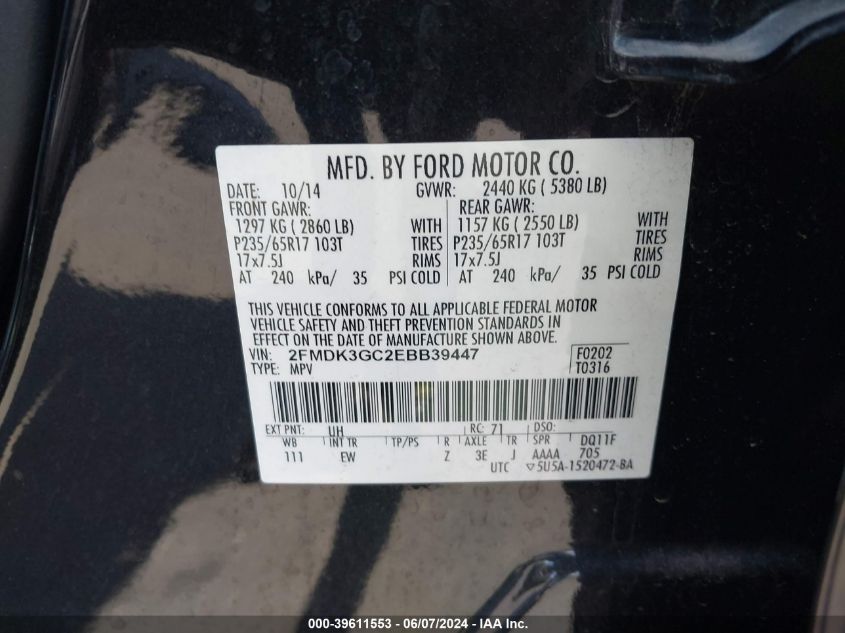 MFD. BY FORD MOTOR CO.
DATE: 10/14 GVWR: 2440 KG ( 5380 LB)
FRONT GAWR: REAR GAWR:
1297 KG ( 2860 LB) WITH 1157 KG ( 2550 LB) WITH
P235/65R17 103T TIRES P235/65R17 103T TIRES
17x7.5J RIMS 17x7.5J RIMS
AT 240 kPa/ 35 PSI COLD AT 240 kPa/ 35 PSI COLD
THIS VEHICLE CONFORMS TO ALL APPLICABLE FEDERAL MOTOR
VEHICLE SAFETY AND THEFT PREVENTION STANDARDS IN
EFFECT ON THE DATE OF MANUFACTURE SHOWN ABOVE.
VIN: 2FMDK3GC2EBB39447 F0202
TYPE: MPV T0316
EXT PNT: UH RC: 71 DSO:
WB INT TR TP/PS R AXLE TR SPR DQ11F
111 EW Z 3E J AAAA 705
UTC ▽5U5A-1520472-BA
00-39611553 - 06/07/2024 - IAA Inc.